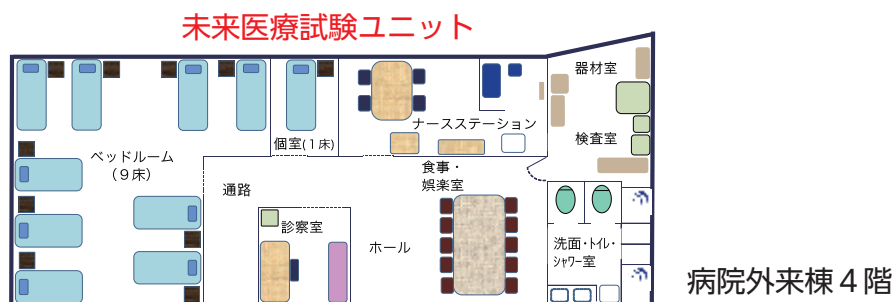 未来医療試験ユニット
器材室
ナースステーション
個室(1床)
検査室
ベッドルーム
(9床)
食事・
娯楽室
通路
診察室
ホール
洗面・トイレ・
シャワー室
病院外来棟4階